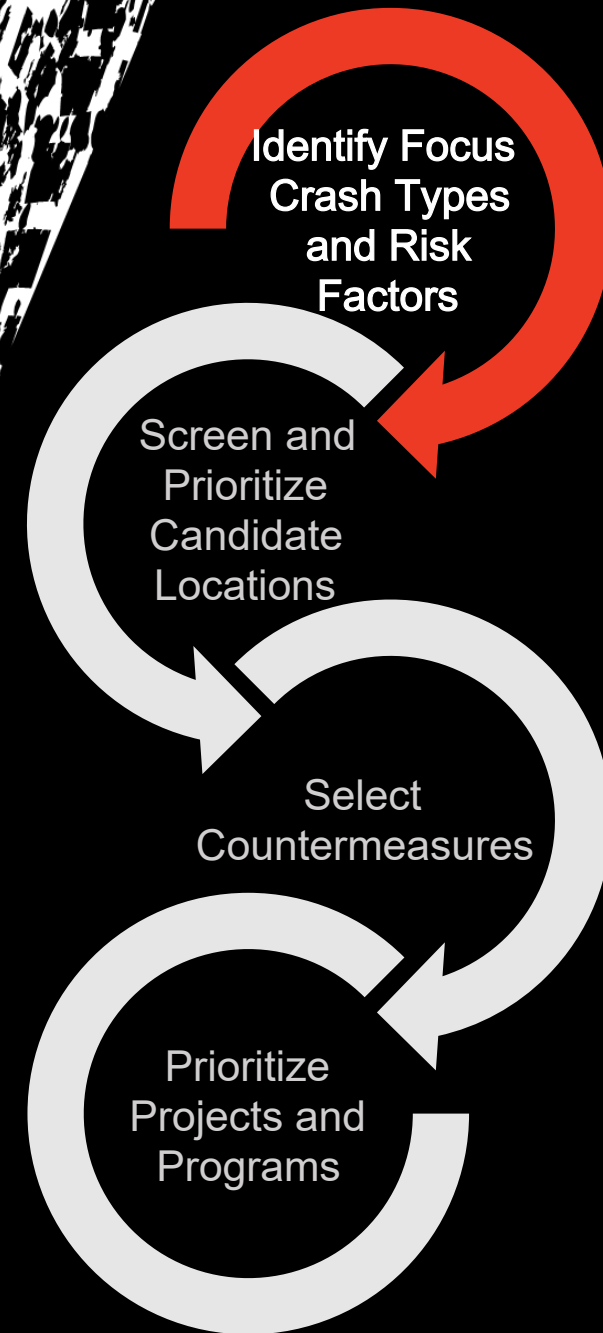 Identify Focus
Crash Types
and Risk
Factors
Screen and
Prioritize
Candidate
Locations
Select
Countermeasures
Prioritize
Projects and
Programs